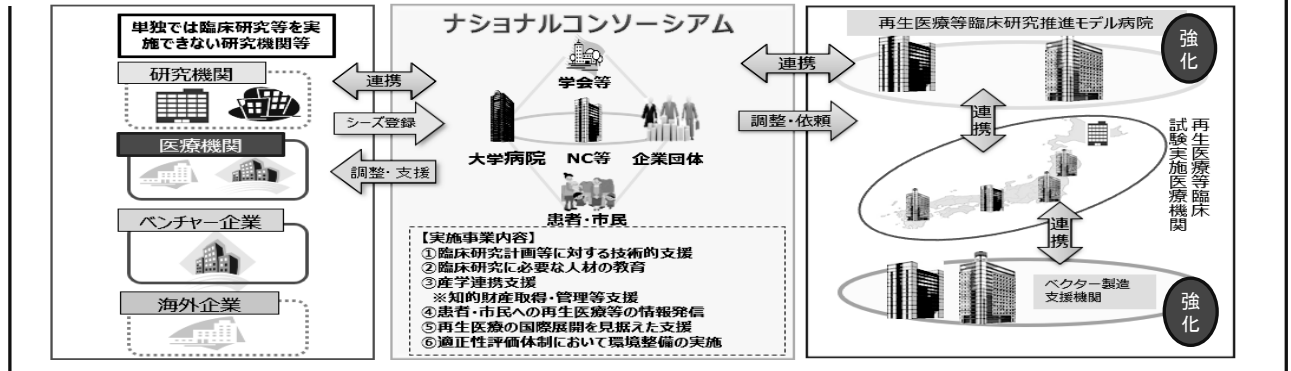 単独では臨床研究等を実
施できない研究機関等
研究機関
医療機関
ベンチャー企業
海外企業
連携
シーズ登録
調整・支援
ナショナルコンソーシアム
学会等
大学病院
NC等
企業団体
患者・市民
【実施事業内容】
①臨床研究計画等に対する技術的支援
②臨床研究に必要な人材の教育
③産学連携支援
※知的財産取得・管理等支援
④患者・市民への再生医療等の情報発信
⑤再生医療の国際展開を見据えた支援
⑥適正性評価体制において環境整備の実施
連携
調整・依頼
再生医療等臨床研究推進モデル病院
強化
連携
再生医療等臨床
試験実施医療機関
連携
ベクター製造
支援機関
強化